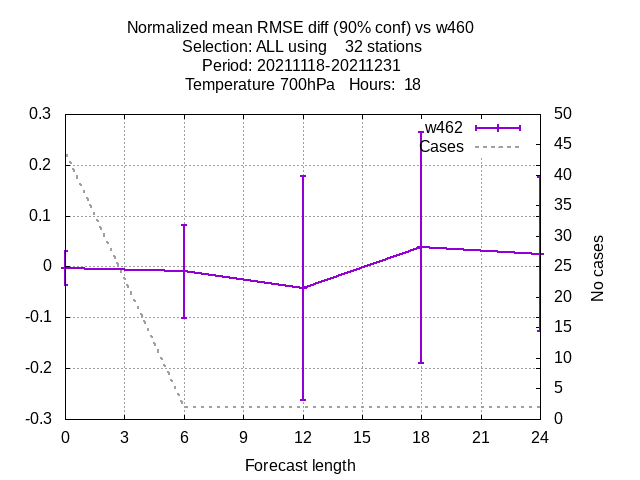 Normalized mean RMSE diff (90% conf) vs w460
Selection: ALL using    32 stations
Period: 20211118-20211231
Temperature 700hPa   Hours:  18
0.3
0.2
0.1
0
-0.1
-0.2
-0.3
w462
Cases
50
45
40
35
30
25
20
15
10
5
0
No cases
0 3 6 9 12 15 18 21 24
Forecast length